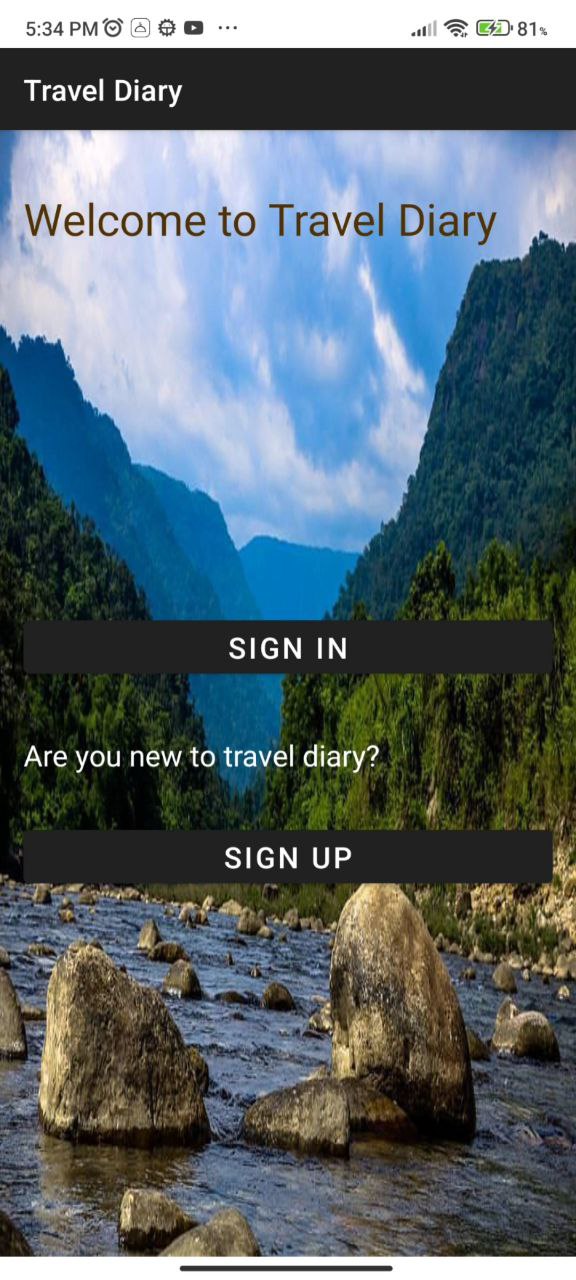 5:34 PM 81%
Travel Diary
Welcome to Travel Diary
SIGN IN
Are you new to travel diary?
SIGN UP